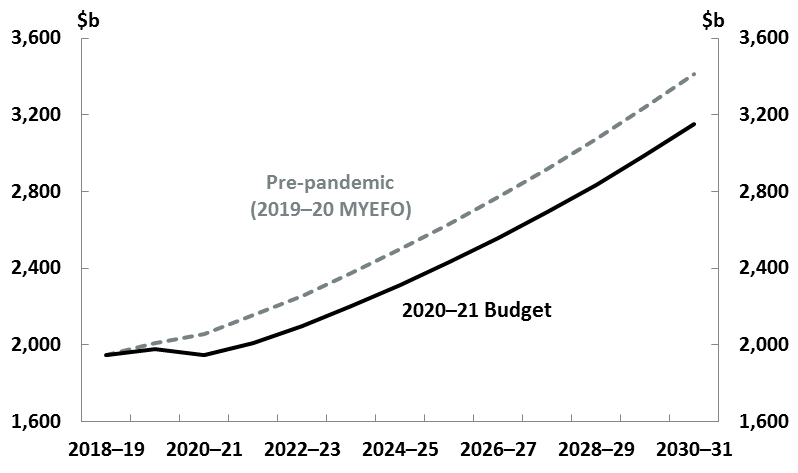 $b $b
3,600 3,600
3,200 3,200
2,800 2,800
Pre-pandemic
(2019–20 MYEFO)
2,400 2,400
2020–21 Budget
2,000 2,000
1,600 1,600
2018–19 2020–21 2022–23 2024–25 2026–27 2028–29 2030–31